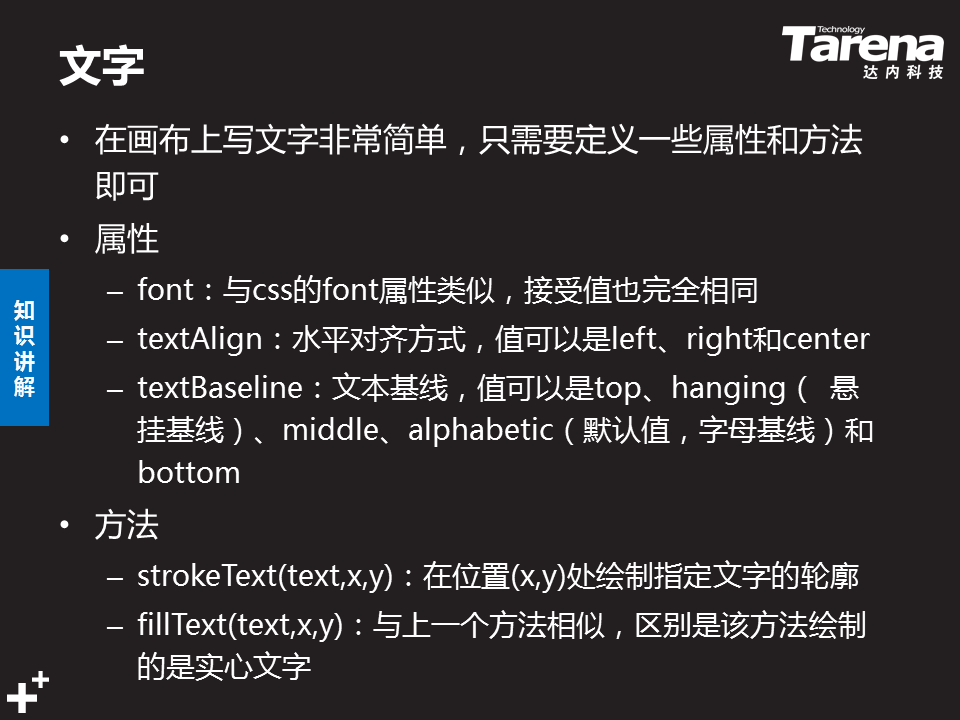 文字
Technology
Tarena
达内科技
• 在画布上写文字非常简单，只需要定义一些属性和方法
即可
• 属性
– font：与css的font属性类似，接受值也完全相同
– textAlign：水平对齐方式，值可以是left、right和center
– textBaseline：文本基线，值可以是top、hanging（ 悬
挂基线）、middle、alphabetic（默认值，字母基线）和
bottom
• 方法
– strokeText(text,x,y)：在位置(x,y)处绘制指定文字的轮廓
– fillText(text,x,y)：与上一个方法相似，区别是该方法绘制
的是实心文字
知
识
讲
解